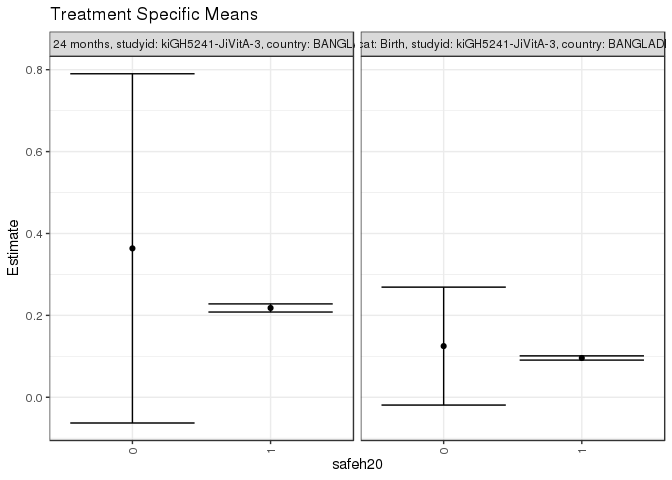 Treatment Specific Means
24 months, studyid: kiGH5241-JiVitA-3, country: BANGL
cat: Birth, studyid: kiGH5241-JiVitA-3, country: BANGLAD
0.8
0.6
0.4
0.2
0.0
Estimate
0
1
0
1
safeh20